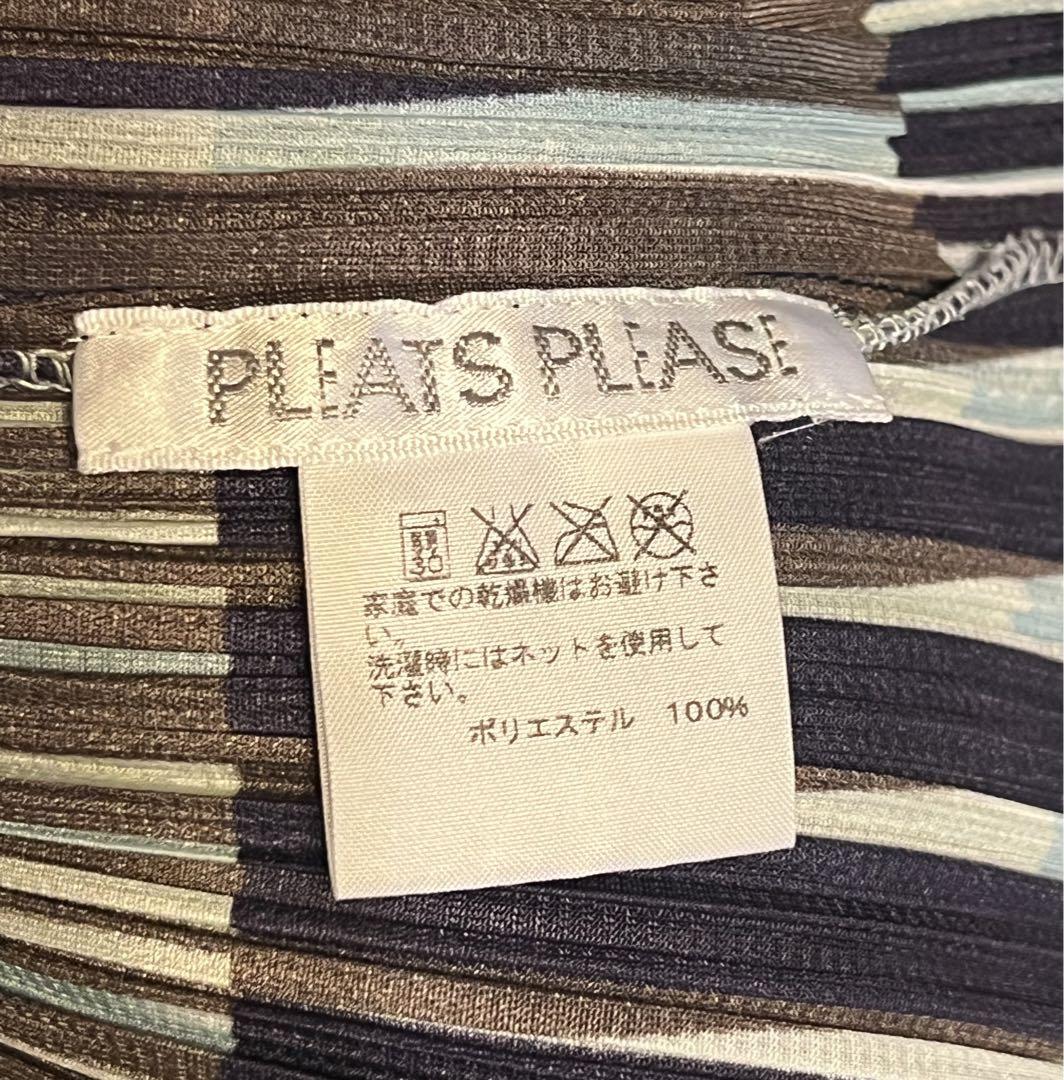 PLEATS PLEASE
30
家庭での乾燥機はお避け下さ
い。
洗濯時にはネットを使用して
下さい。
ポリエステル 100%